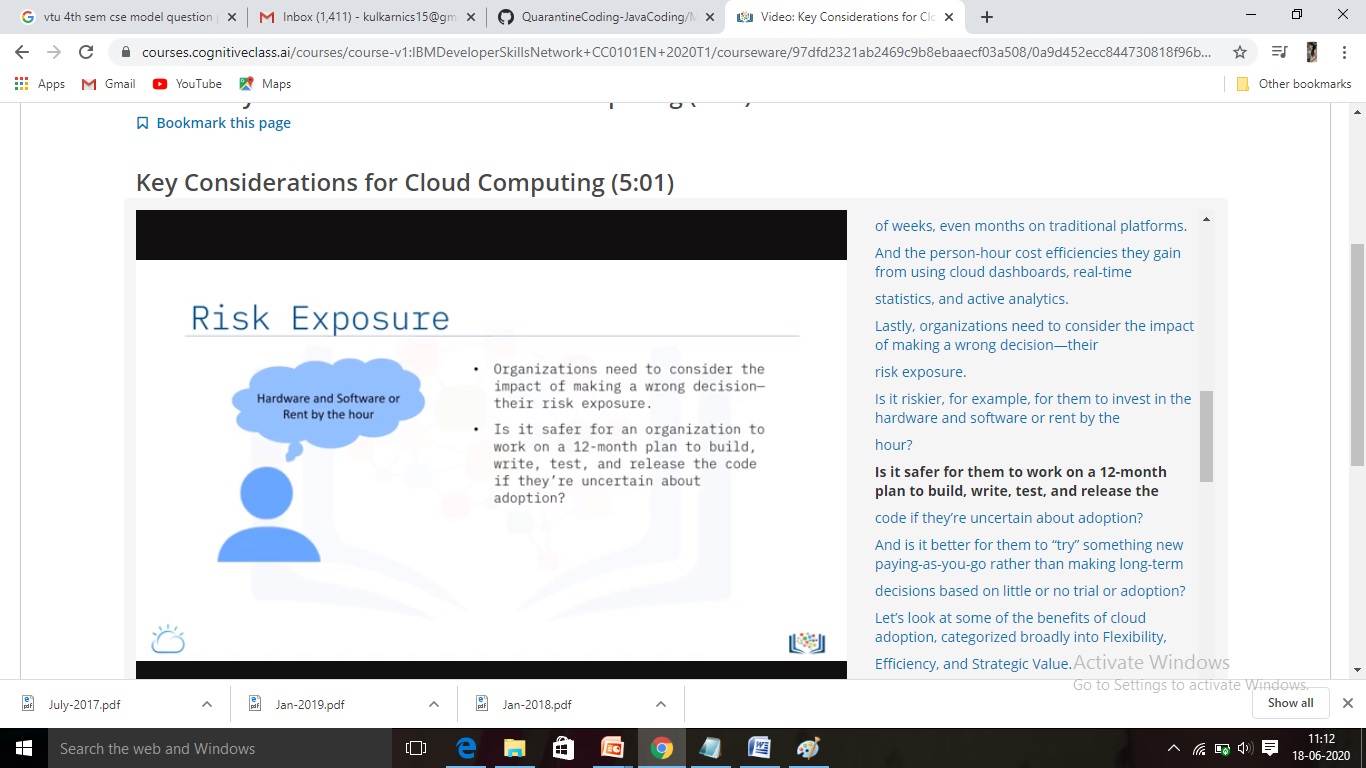 vtu 4th sem cse model question
Inbox (1,411) - kulkarnics15@gm
QuarantineCoding-JavaCoding/M
Video: Key Considerations for Clo
courses.cognitiveclass.ai/courses/course-v1:IBMDeveloperSkillsNetwork+CC0101EN+2020T1/courseware/97dfd2321ab2469c9b8ebaaecf03a508/0a9d452ecc844730818f96b...
Apps
Gmail
YouTube
Maps
Other bookmarks
Bookmark this page
Key Considerations for Cloud Computing (5:01)
Risk Exposure
Hardware and Software or
Rent by the hour
• Organizations need to consider the
impact of making a wrong decision—
their risk exposure.
• Is it safer for an organization to
work on a 12-month plan to build,
write, test, and release the code
if they're uncertain about
adoption?
of weeks, even months on traditional platforms.
And the person-hour cost efficiencies they gain
from using cloud dashboards, real-time
statistics, and active analytics.
Lastly, organizations need to consider the impact
of making a wrong decision—their
risk exposure.
Is it riskier, for example, for them to invest in the
hardware and software or rent by the
hour?
Is it safer for them to work on a 12-month
plan to build, write, test, and release the
code if they're uncertain about adoption?
And is it better for them to “try” something new
paying-as-you-go rather than making long-term
decisions based on little or no trial or adoption?
Let's look at some of the benefits of cloud
adoption, categorized broadly into Flexibility,
Efficiency, and Strategic Value.
Activate Windows
Go to Settings to activate Windows.
July-2017.pdf
Jan-2019.pdf
Jan-2018.pdf
Show all
Search the web and Windows
11:12
18-06-2020